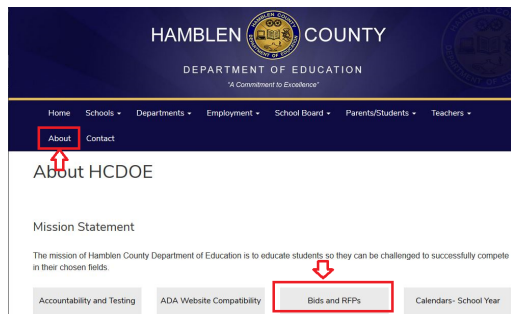 HAMBLEN COUNTY
DEPARTMENT OF EDUCATION
"A Commitment to Excellence"
Home Schools Departments Employment School Board Parents/Students Teachers
About Contact
About HCDOE
Mission Statement
The mission of Hamblen County Department of Education is to educate students so they can be challenged to successfully compete
in their chosen fields.
Accountability and Testing ADA Website Compatibility Bids and RFPs Calendars- School Year